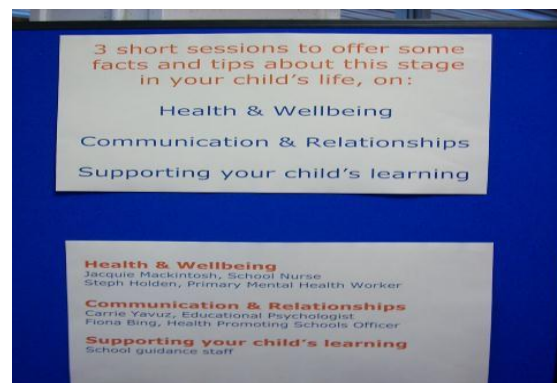 3 short sessions to offer some
facts and tips about this stage
in your child's life, on:
Health & Wellbeing
Communication & Relationships
Supporting your child's learning
Health & Wellbeing
Jacquie Mackintosh, School Nurse
Steph Holden, Primary Mental Health Worker
Communication & Relationships
Carrie Yavuz, Educational Psychologist
Fiona Bing, Health Promoting Schools Officer
Supporting your child's learning
School guidance staff